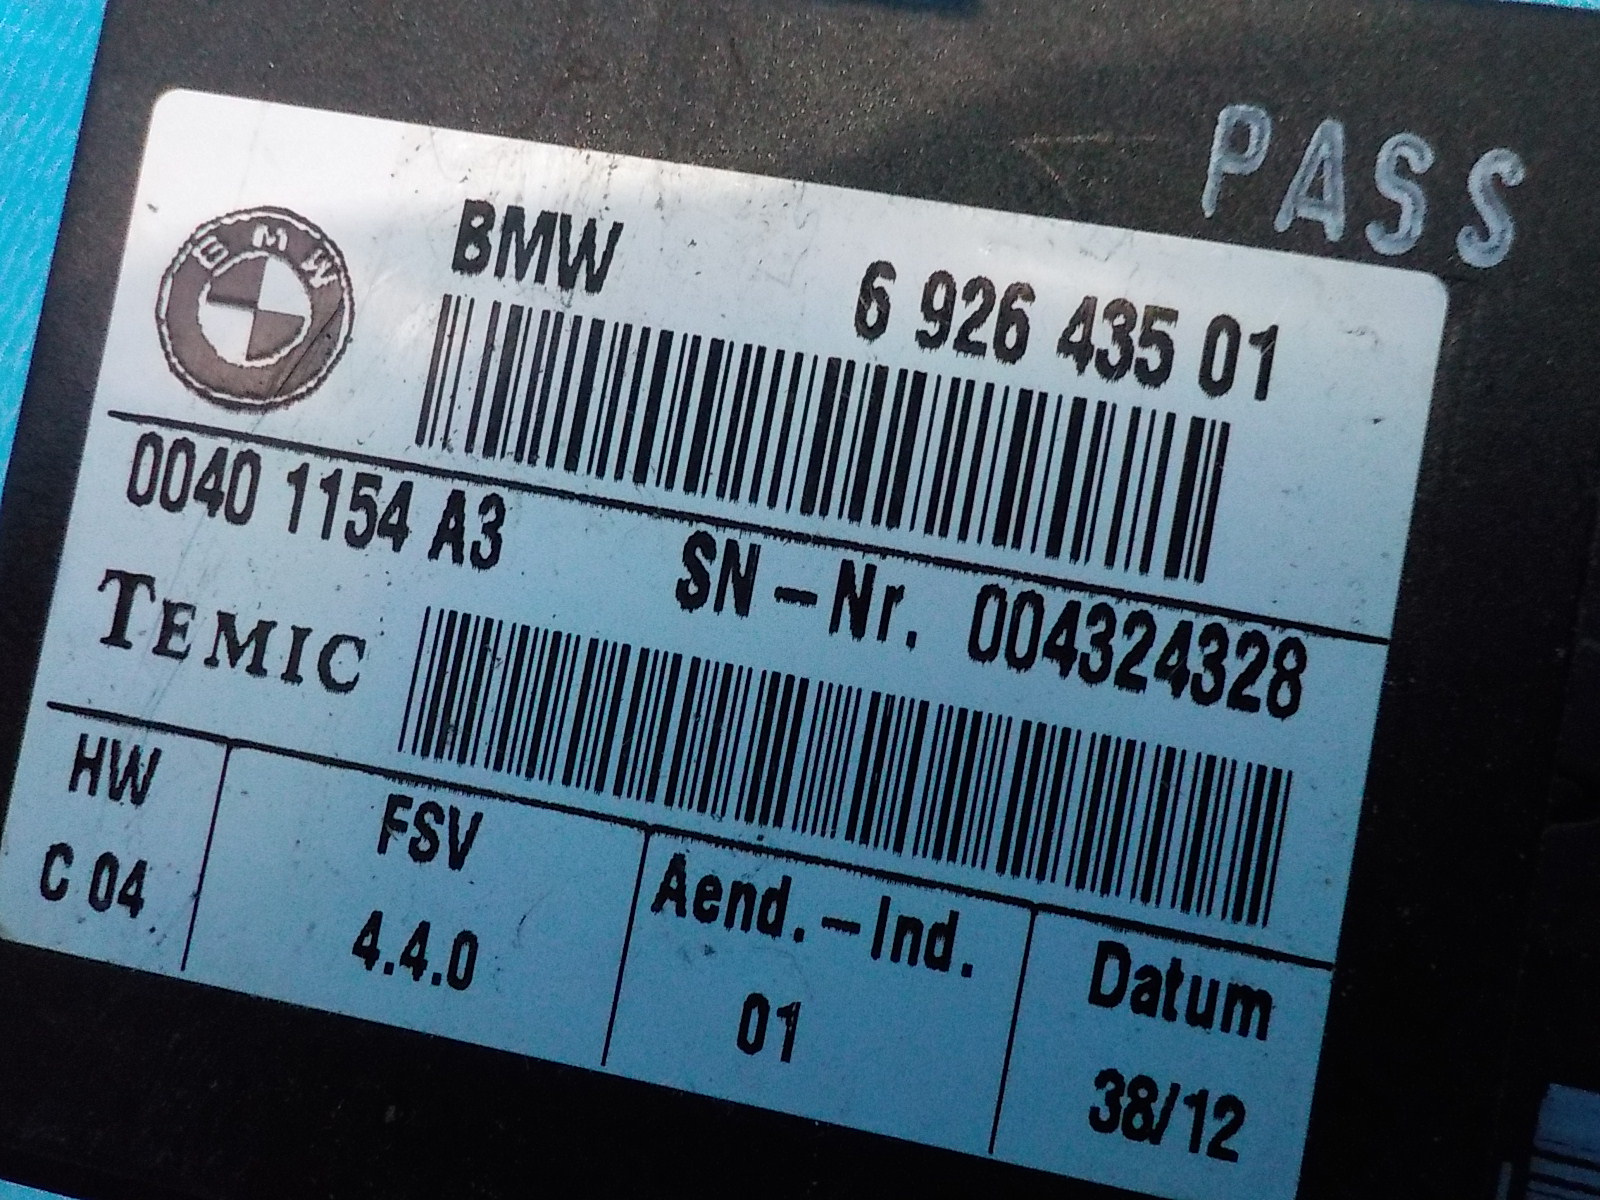 PASS
BMW
BMW 6 926 435 01
0040 1154 A3 SN-Nr. 004324328
TEMIC
HW FSV Aend.-Ind. Datum
C 04 4.4.0 01 38/12